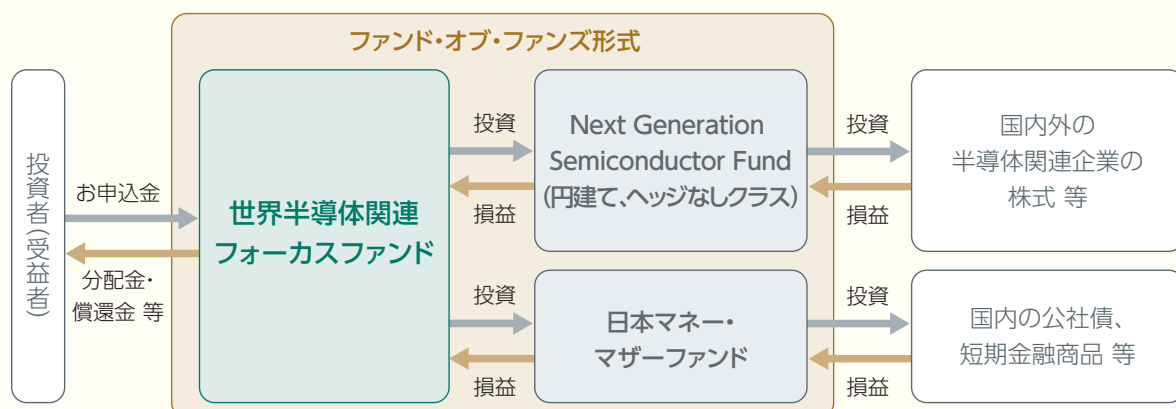 ファンド・オブ・ファンズ形式
投資者(受益者)
お申込金
分配金・
償還金 等
世界半導体関連
フォーカスファンド
投資
損益
Next Generation
Semiconductor Fund
(円建て、ヘッジなしクラス)
投資
損益
国内外の
半導体関連企業の
株式 等
投資
損益
日本マネー・
マザーファンド
投資
損益
国内の公社債、
短期金融商品 等